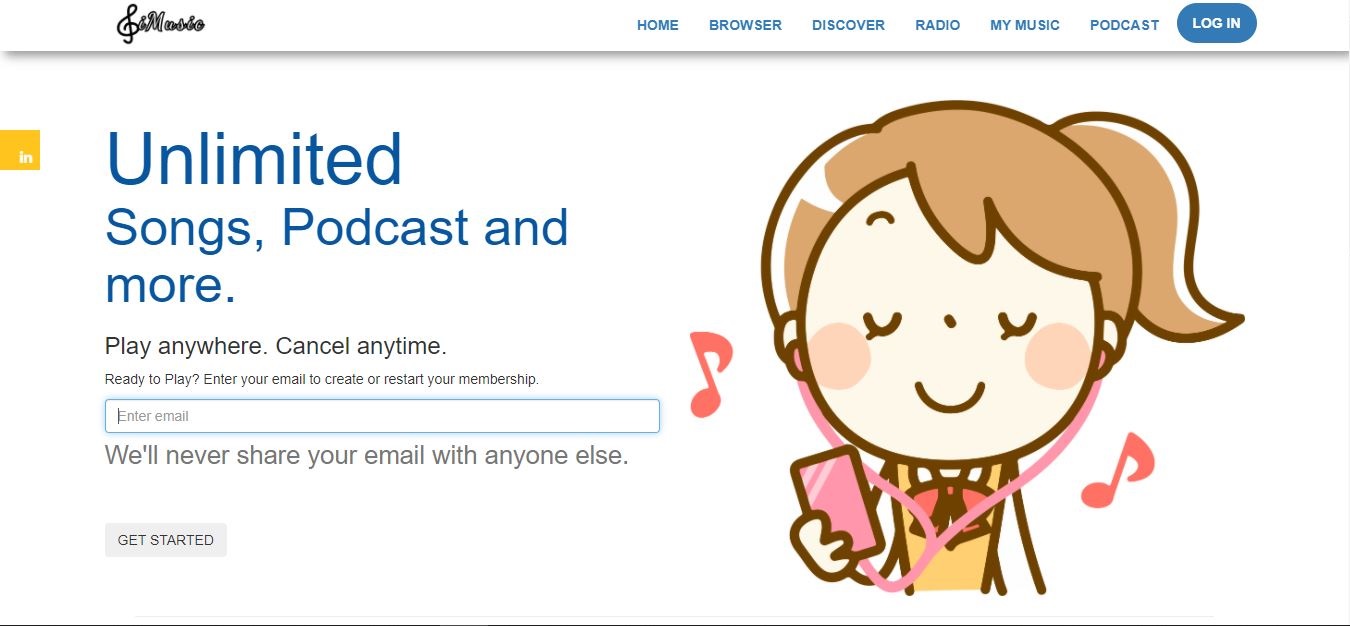 iMusic
HOME BROWSER DISCOVER RADIO MY MUSIC PODCAST LOG IN
in
Unlimited
Songs, Podcast and
more.
Play anywhere. Cancel anytime.
Ready to Play? Enter your email to create or restart your membership.
Enter email
We'll never share your email with anyone else.
GET STARTED